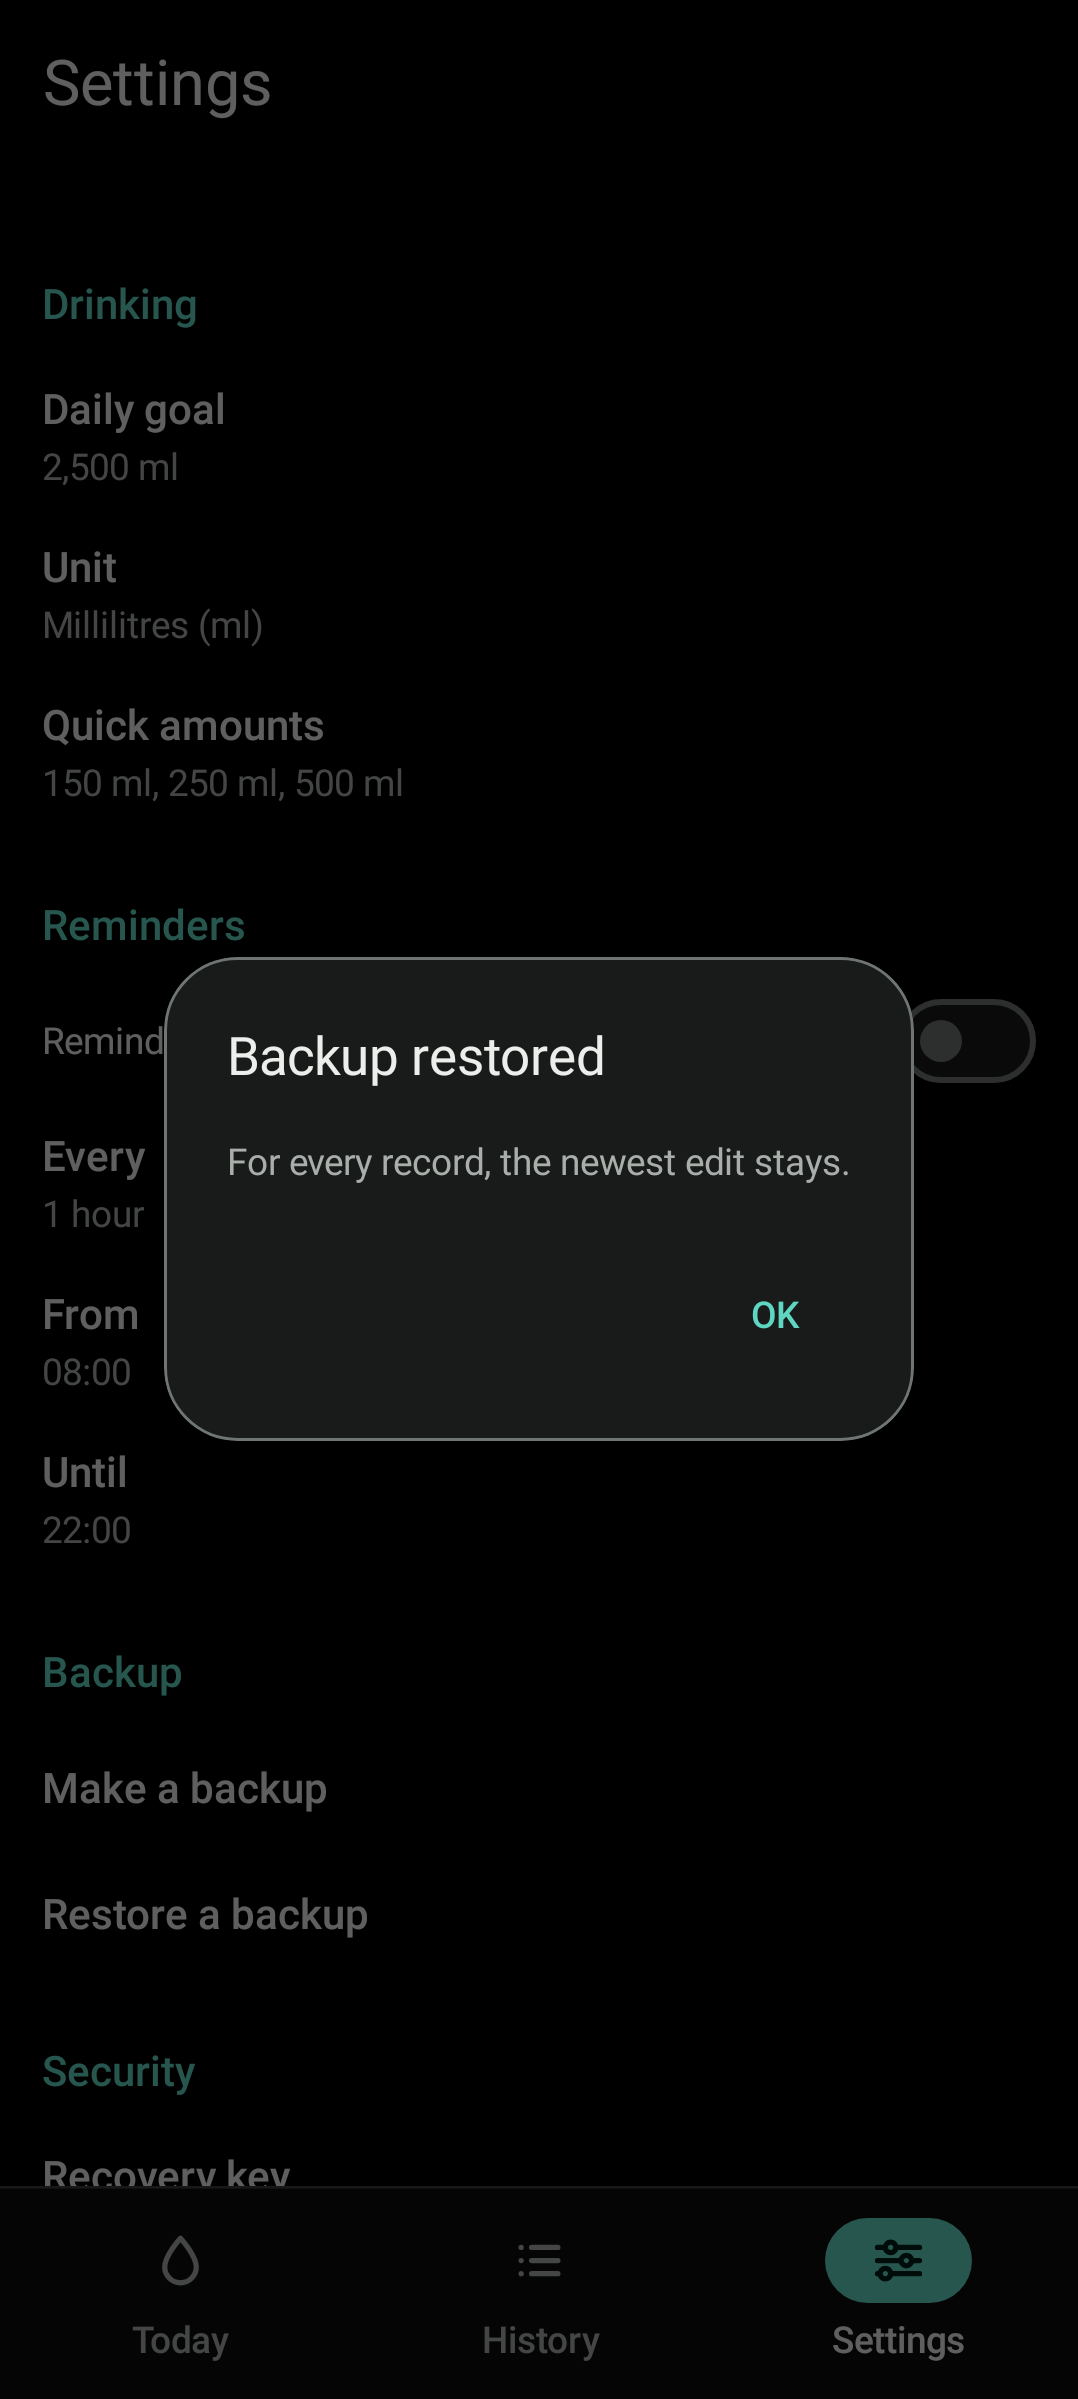 Settings
Drinking
Daily goal
2,500 ml
Unit
Millilitres (ml)
Quick amounts
150 ml, 250 ml, 500 ml
Reminders
Remind
Backup restored
For every record, the newest edit stays.
OK
Every
1 hour
From
08:00
Until
22:00
Backup
Make a backup
Restore a backup
Security
Recovery key
Today
History
Settings